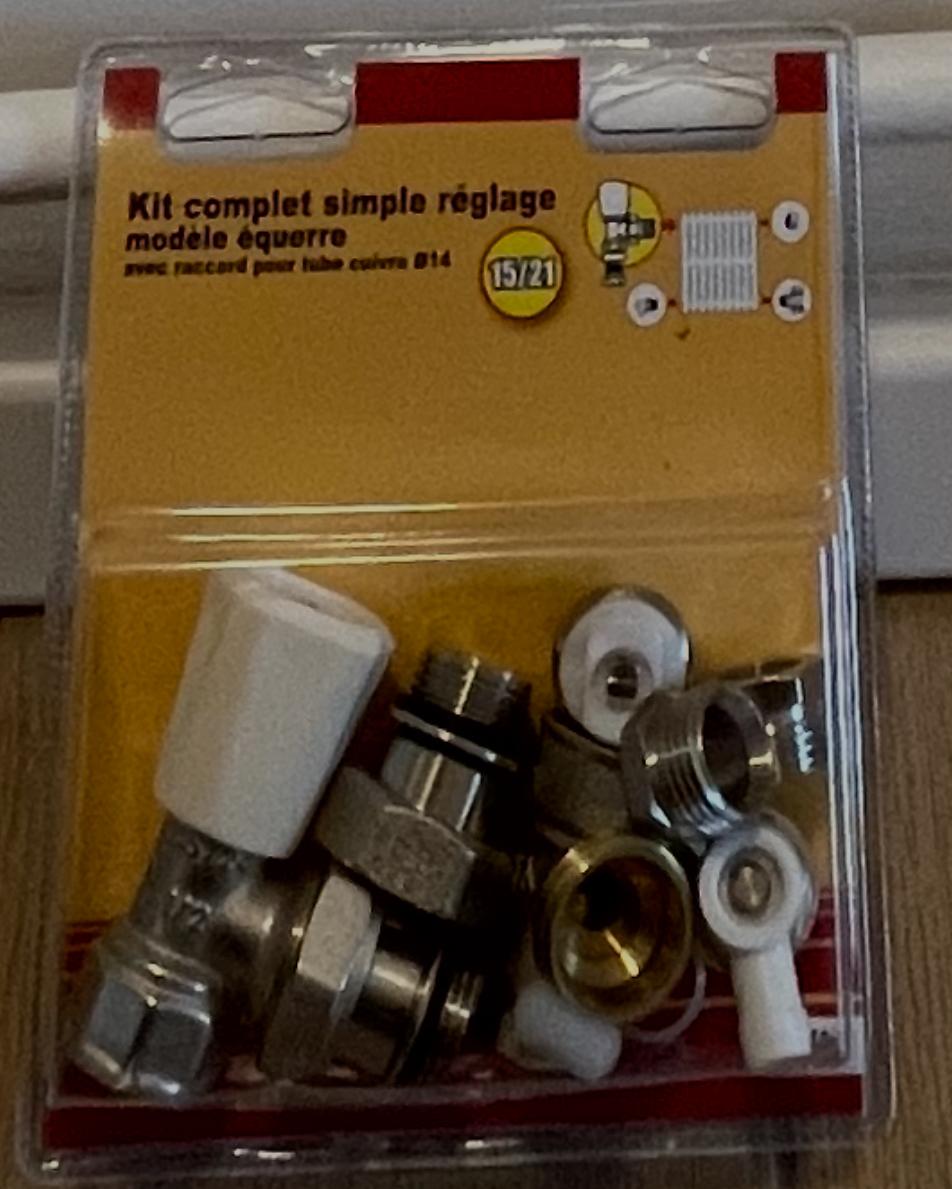 Kit complet simple réglage
modèle équerre
avec raccord pour tube cuivre Ø14
15/21